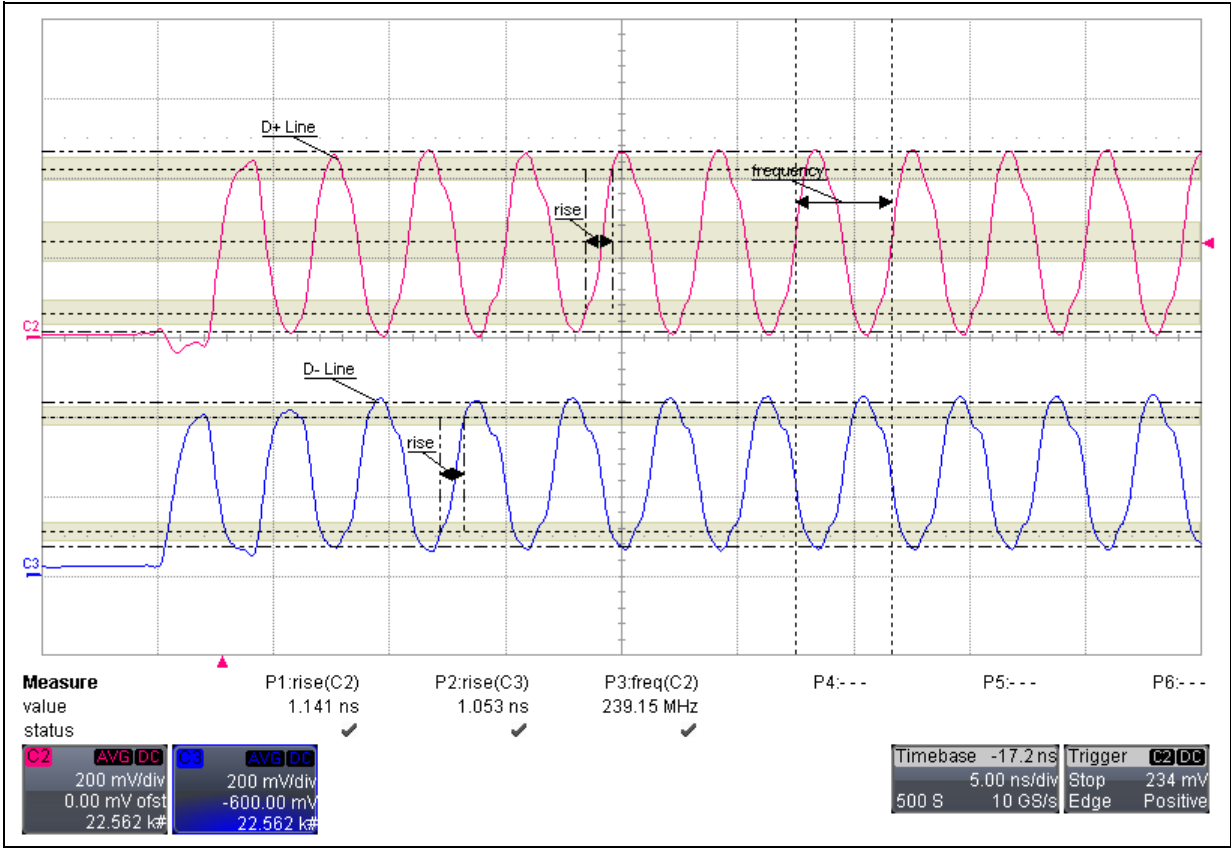 D+ Line
frequency
rise
C2
D- Line
rise
C3
Measure P1:rise(C2) P2:rise(C3) P3:freq(C2) P4:- - - P5:- - - P6:- - -
value 1.141 ns 1.053 ns 239.15 MHz
status
C2 AVG DC
200 mV/div
0.00 mV ofst
22.562 k#
C3 AVG DC
200 mV/div
-600.00 mV
22.562 k#
Timebase -17.2 ns
5.00 ns/div
500 S 10 GS/s
Trigger C2 DC
Stop 234 mV
Edge Positive